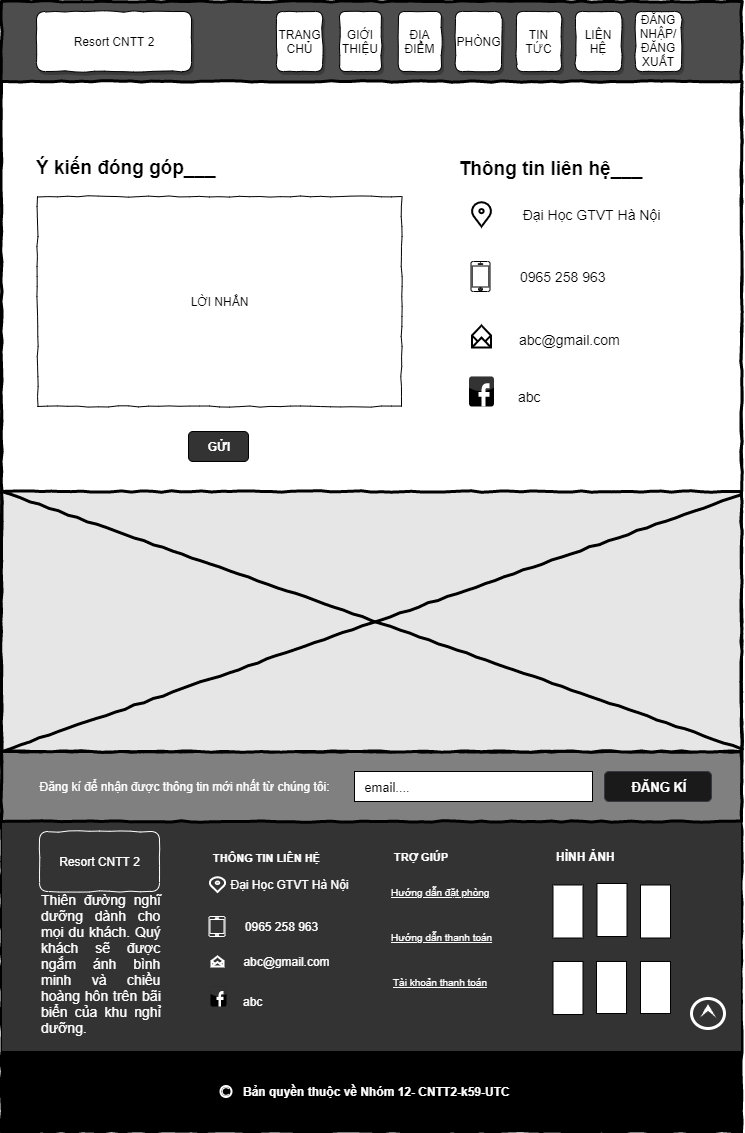 Resort CNTT 2
TRANG
CHỦ
GIỚI
THIỆU
ĐỊA
ĐIỂM
PHÒNG
TIN
TỨC
LIÊN
HỆ
ĐĂNG
NHẬP/
ĐĂNG
XUẤT
Ý kiến đóng góp___
LỜI NHẮN
GỬI
Thông tin liên hệ___
Đại Học GTVT Hà Nội
0965 258 963
abc@gmail.com
abc
Đăng kí để nhận được thông tin mới nhất từ chúng tôi:
email....
ĐĂNG KÍ
Resort CNTT 2
Thiên đường nghĩ
dưỡng dành cho
mọi du khách. Quý
khách sẽ được
ngắm ánh bình
minh và chiều
hoàng hôn trên bãi
biển của khu nghỉ
dưỡng.
THÔNG TIN LIÊN HỆ
Đại Học GTVT Hà Nội
0965 258 963
abc@gmail.com
abc
TRỢ GIÚP
Hướng dẫn đặt phòng
Hướng dẫn thanh toán
Tài khoản thanh toán
HÌNH ẢNH
Bản quyền thuộc về Nhóm 12- CNTT2-k59-UTC